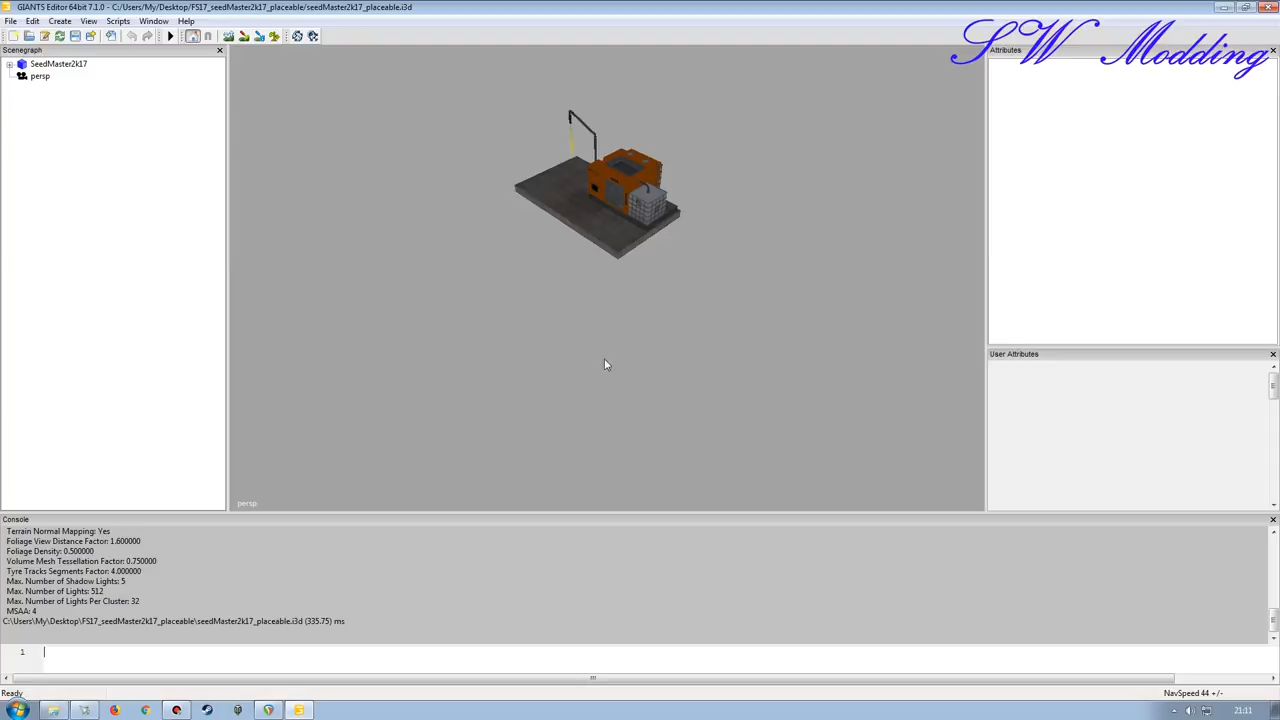 GIANTS Editor 64bit 7.1.0 - C:/Users/My/Desktop/FS17_seedMaster2k17_placeable/seedMaster2k17_placeable.i3d
File Edit Create View Scripts Window Help
SW Modding
Scenegraph
Attributes
SeedMaster2k17
persp
User Attributes
persp
Console
Terrain Normal Mapping: Yes
Foliage View Distance Factor: 1.600000
Foliage Density: 0.500000
Volume Mesh Tessellation Factor: 0.750000
Tyre Tracks Segments Factor: 4.000000
Max. Number of Shadow Lights: 5
Max. Number of Lights: 512
Max. Number of Lights Per Cluster: 32
MSAA: 4
C:\Users\My\Desktop\FS17_seedMaster2k17_placeable\seedMaster2k17_placeable.i3d (335.75) ms
1
Ready
NavSpeed 44 +/-
21:11